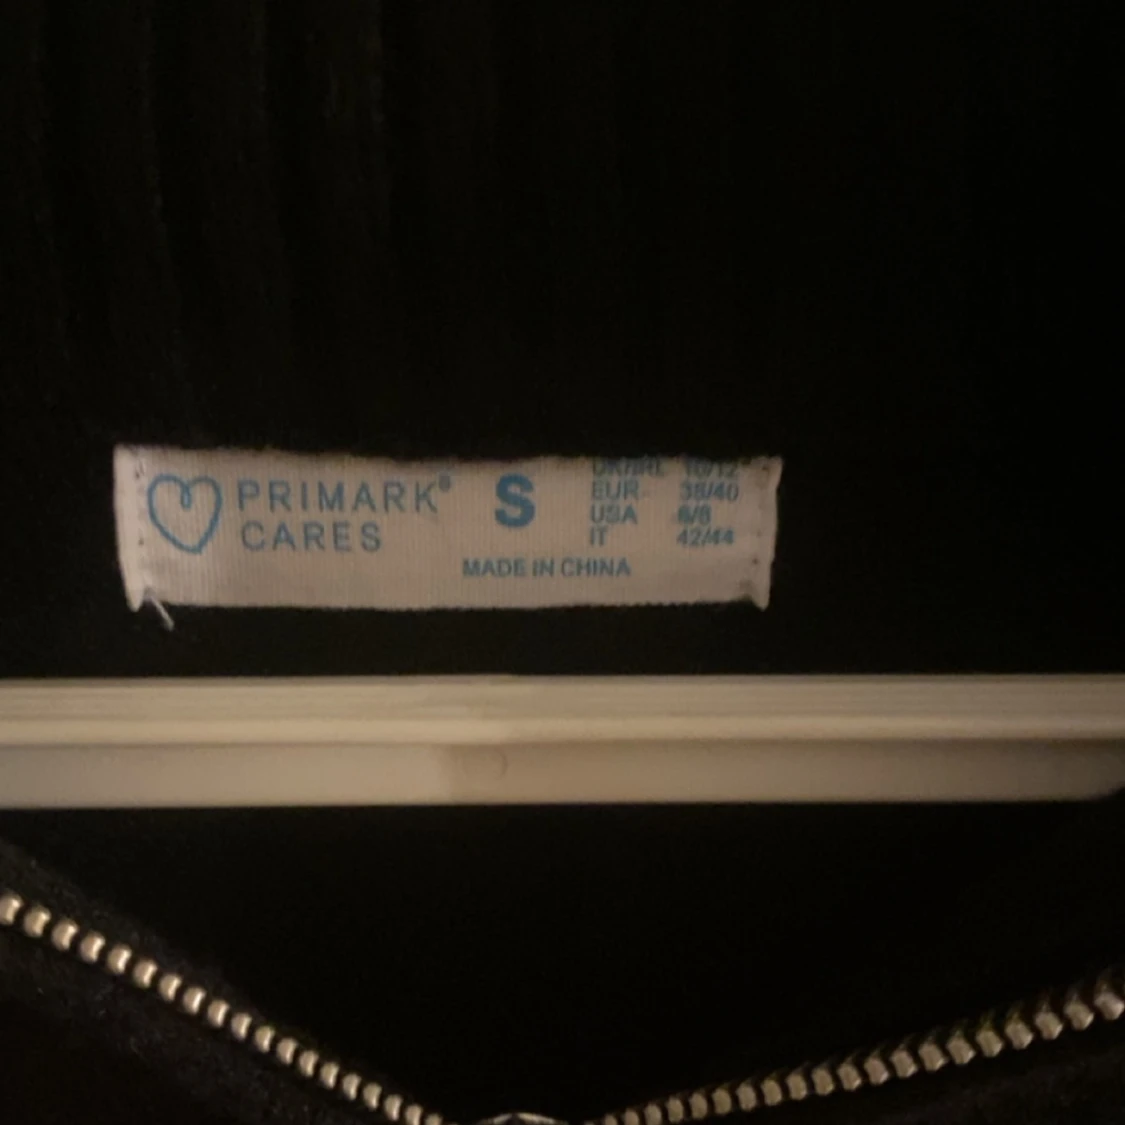 PRIMARK®
CARES
S
UK/IRL 10/12
EUR 38/40
USA 6/8
IT 42/44
MADE IN CHINA